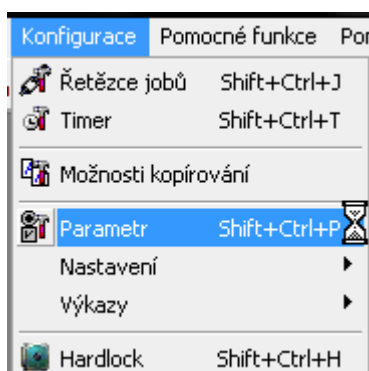 Konfigurace Pomocné funkce
Řetězce jobů Shift+Ctrl+J
Timer Shift+Ctrl+T
Možnosti kopírování
Parametr Shift+Ctrl+P
Nastavení
Výkazy
Hardlock Shift+Ctrl+H